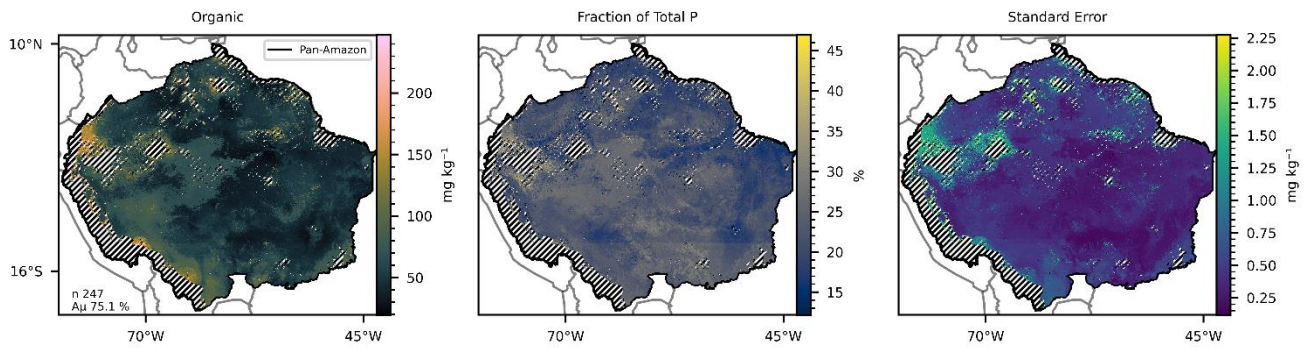 Organic
Fraction of Total P
Standard Error
Pan-Amazon
10°N
16°S
n 247
Aµ 75.1 %
70°W
45°W
200
150
100
50
mg kg⁻¹
70°W
45°W
45
40
35
30
25
20
15
%
70°W
45°W
2.25
2.00
1.75
1.50
1.25
1.00
0.75
0.50
0.25
mg kg⁻¹